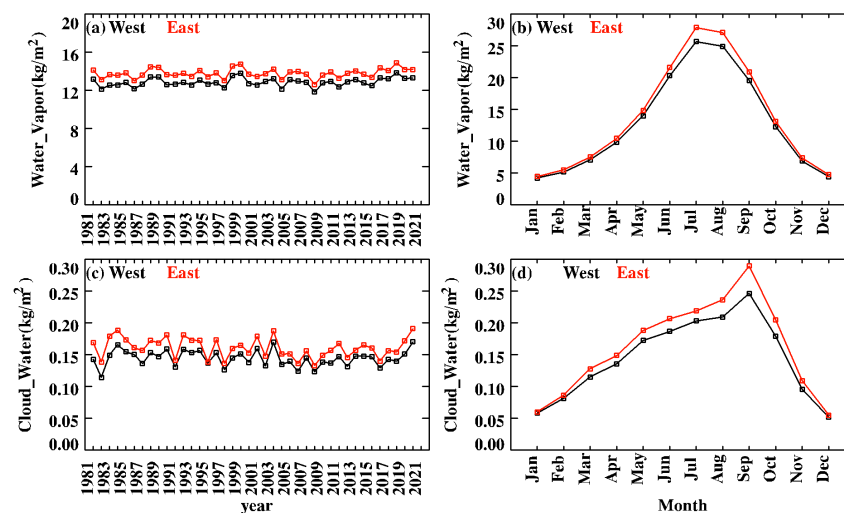 (a) West East
Water_Vapor(kg/m²)
20
16
12
8
4
0
1981 1983 1985 1987 1989 1991 1993 1995 1997 1999 2001 2003 2005 2007 2009 2011 2013 2015 2017 2019 2021
(b) West East
Water_Vapor(kg/m²)
30
25
20
15
10
5
0
Jan Feb Mar Apr May Jun Jul Aug Sep Oct Nov Dec
(c) West East
Cloud_Water(kg/m²)
0.30
0.25
0.20
0.15
0.10
0.05
0.00
1981 1983 1985 1987 1989 1991 1993 1995 1997 1999 2001 2003 2005 2007 2009 2011 2013 2015 2017 2019 2021
year
(d) West East
Cloud_Water(kg/m²)
0.30
0.25
0.20
0.15
0.10
0.05
0.00
Jan Feb Mar Apr May Jun Jul Aug Sep Oct Nov Dec
Month